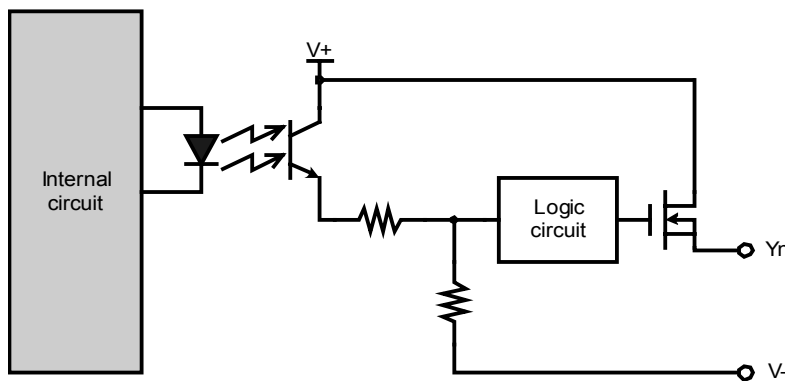 V+
Internal
circuit
Logic
circuit
Yn
V-